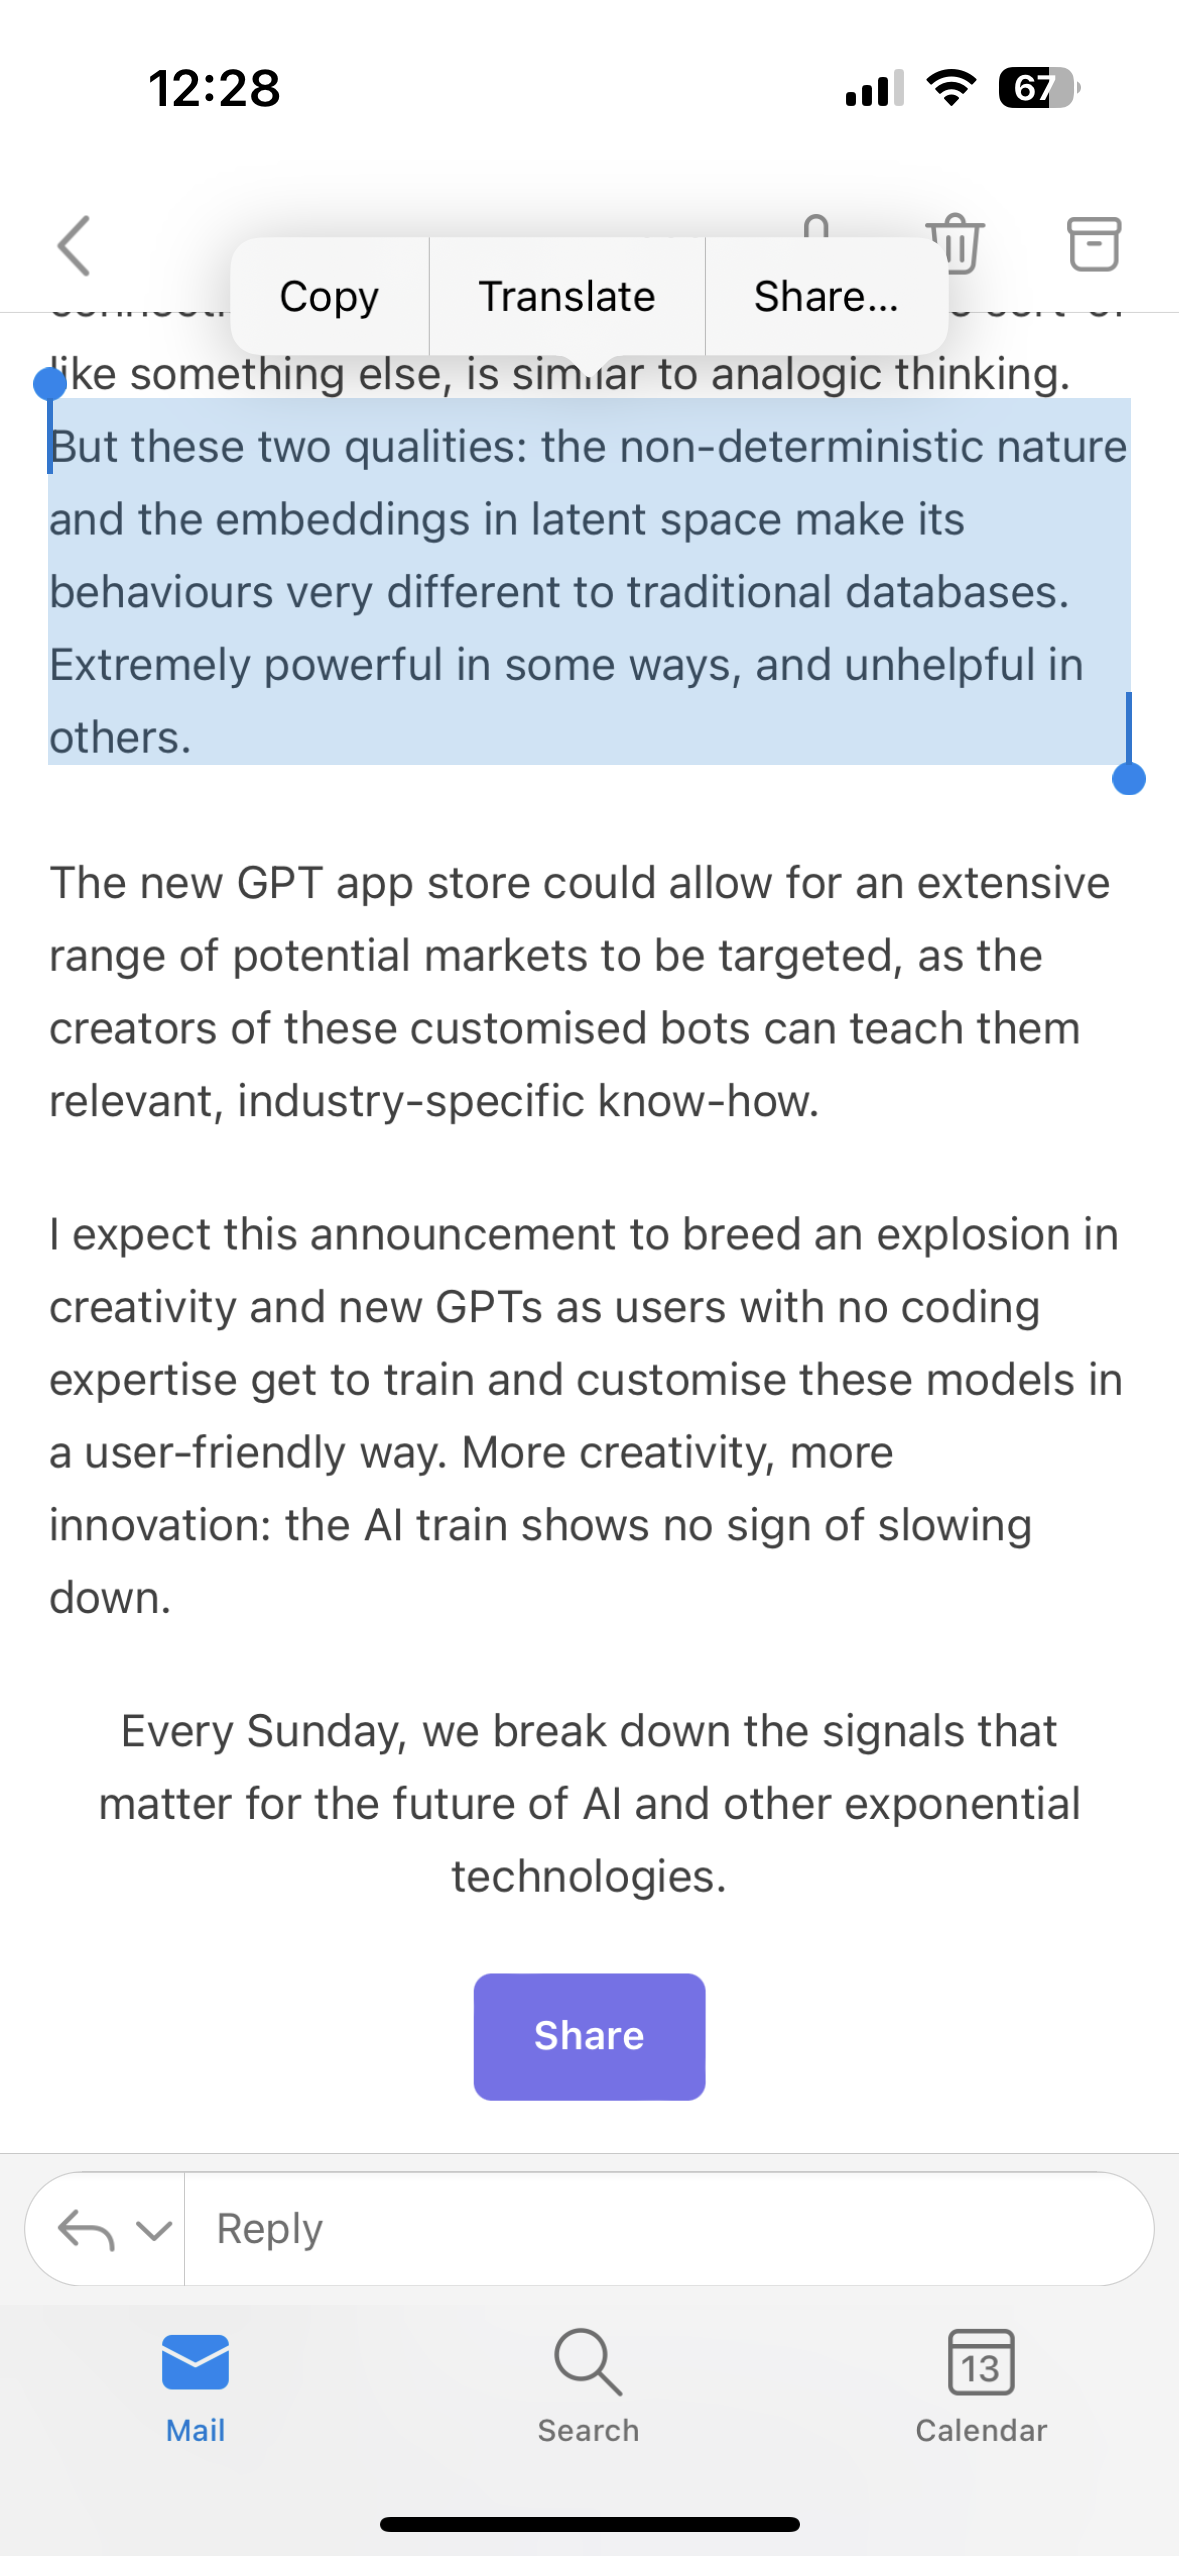 12:28
67
Copy
Translate
Share...
like something else, is similar to analogic thinking.
But these two qualities: the non-deterministic nature
and the embeddings in latent space make its
behaviours very different to traditional databases.
Extremely powerful in some ways, and unhelpful in
others.
The new GPT app store could allow for an extensive
range of potential markets to be targeted, as the
creators of these customised bots can teach them
relevant, industry-specific know-how.
I expect this announcement to breed an explosion in
creativity and new GPTs as users with no coding
expertise get to train and customise these models in
a user-friendly way. More creativity, more
innovation: the AI train shows no sign of slowing
down.
Every Sunday, we break down the signals that
matter for the future of AI and other exponential
technologies.
Share
Reply
13
Mail
Search
Calendar